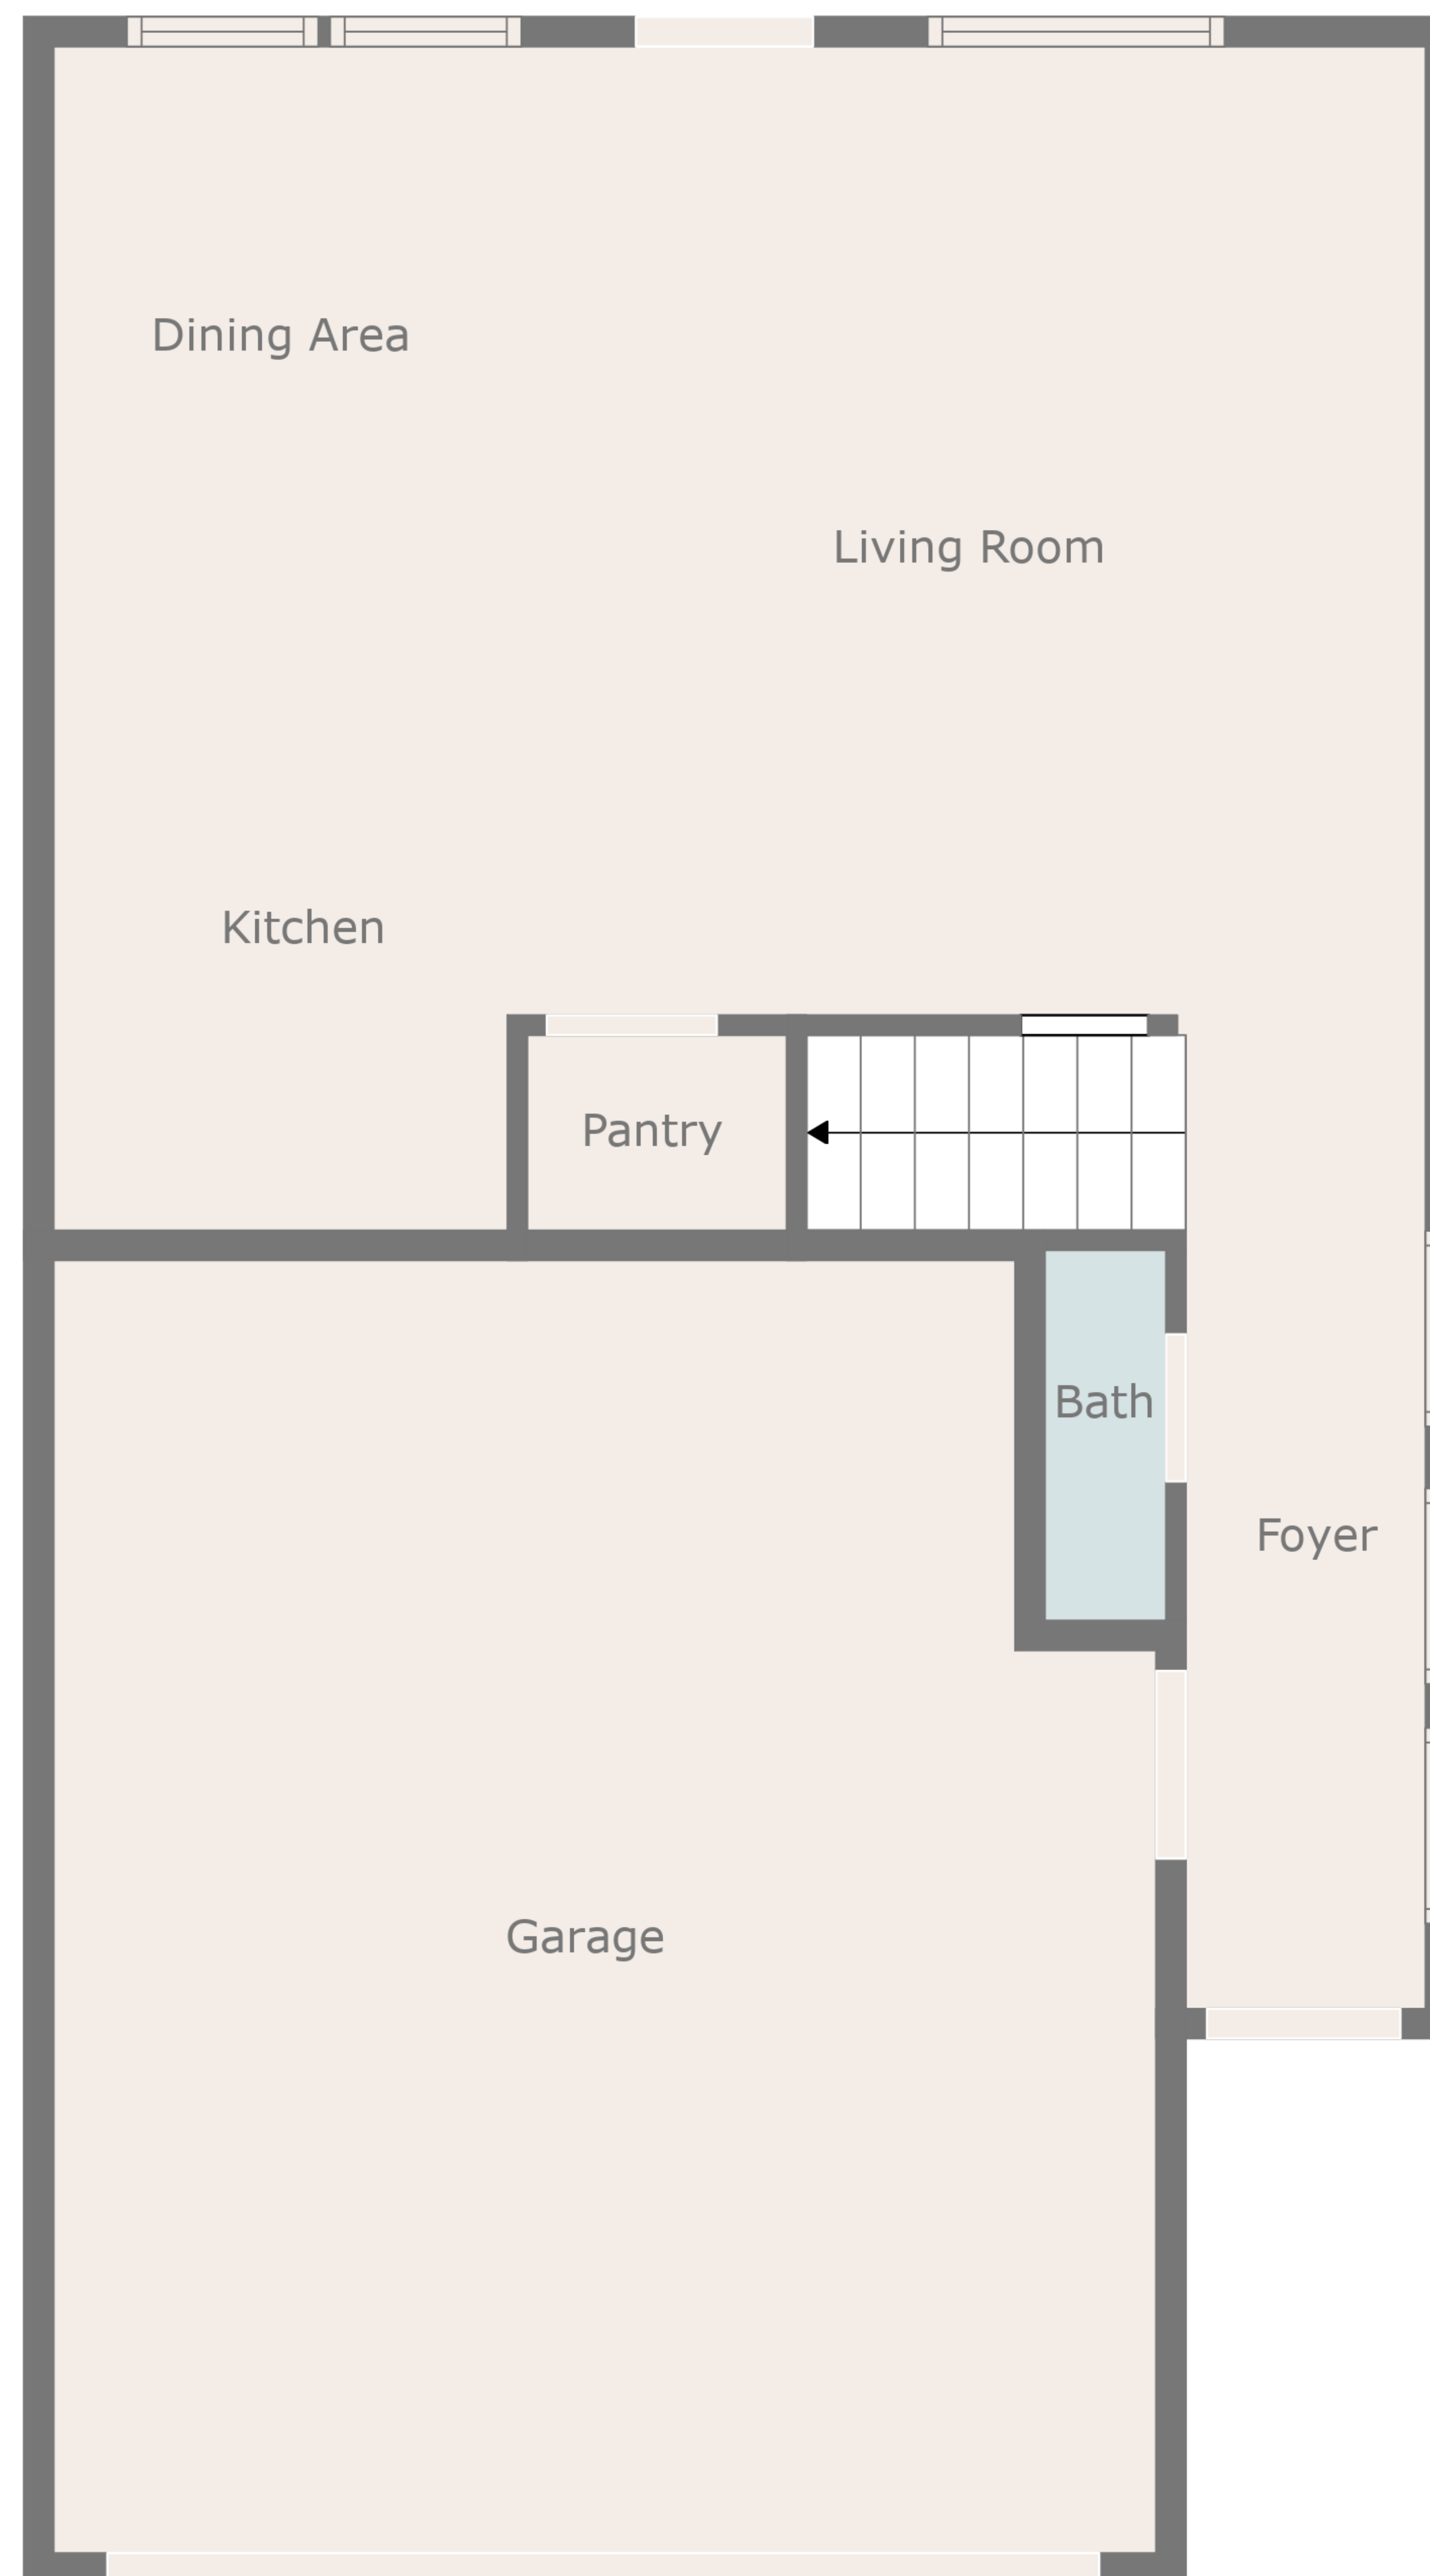 Dining Area
Living Room
Kitchen
Pantry
Bath
Foyer
Garage